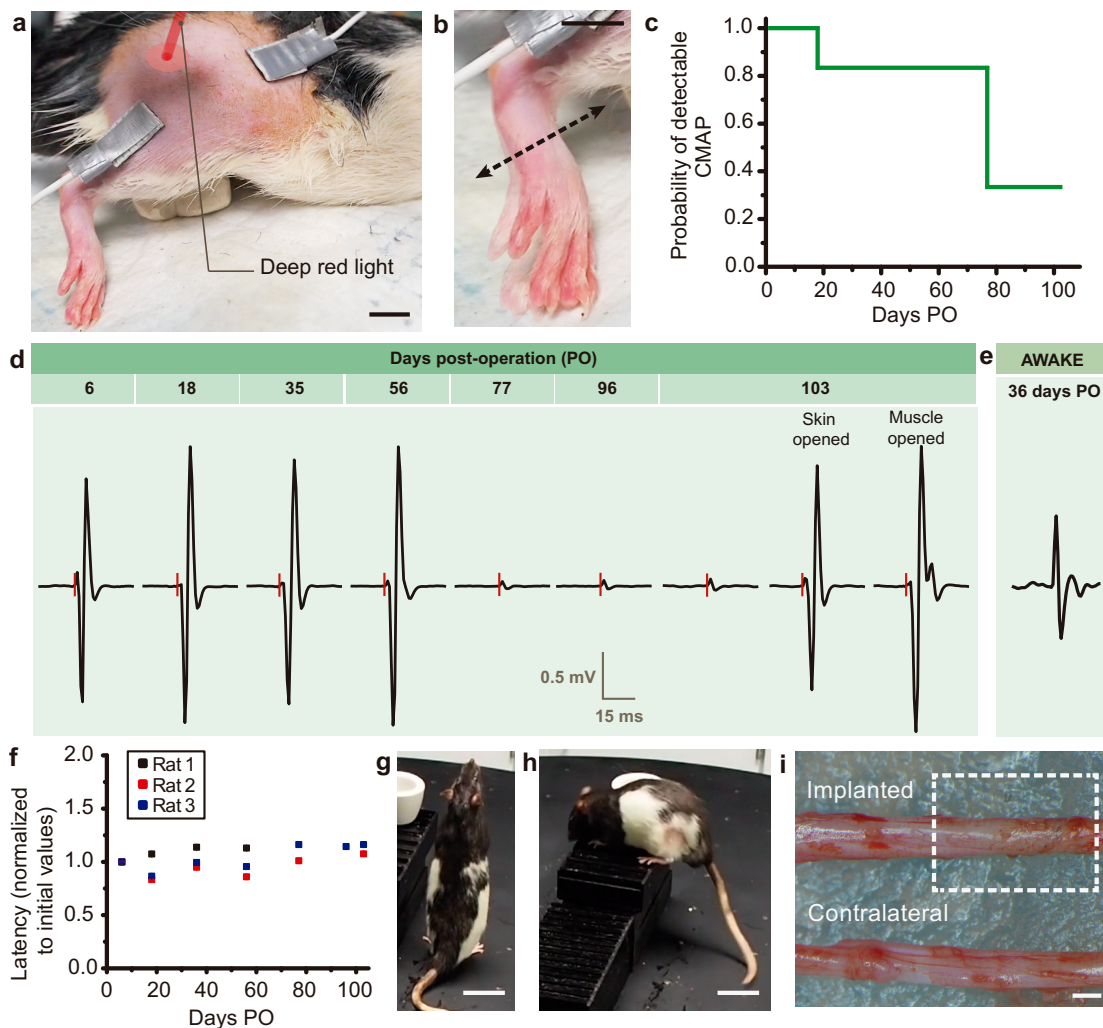 a
Deep red light
b
c
Probability of detectable
CMAP
1.0
0.8
0.6
0.4
0.2
0.0
0 20 40 60 80 100
Days PO
d
Days post-operation (PO)
6 18 35 56 77 96 103
Skin
opened
Muscle
opened
0.5 mV
15 ms
e
AWAKE
36 days PO
f
Latency (normalized
to initial values)
2.0
1.5
1.0
0.5
0.0
Rat 1
Rat 2
Rat 3
0 20 40 60 80 100
Days PO
g
h
i
Implanted
Contralateral